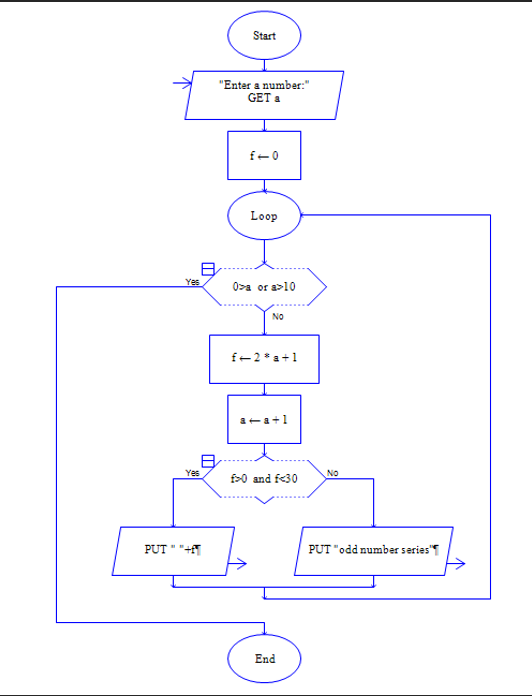 Start
"Enter a number:"
GET a
f ← 0
Loop
0>a or a>10
Yes
No
f ← 2 * a + 1
a ← a + 1
f>0 and f<30
Yes
No
PUT " "+f¶
PUT "odd number series"¶
End